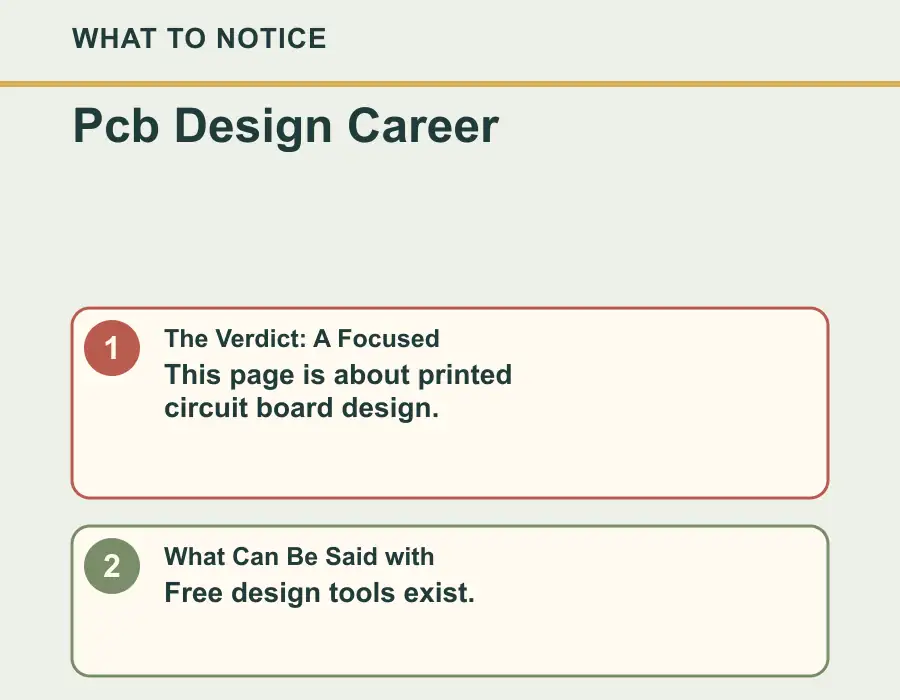 WHAT TO NOTICE
Pcb Design Career
1
The Verdict: A Focused
This page is about printed
circuit board design.
2
What Can Be Said with
Free design tools exist.